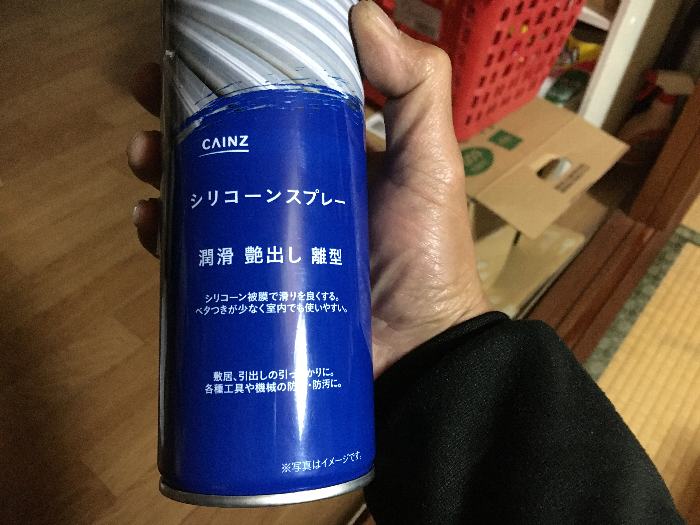 CAINZ
シリコーンスプレー
潤滑 艶出し 離型
シリコーン被膜で滑りを良くする。
ベタつきが少なく室内でも使いやすい。
敷居、引出しの引っかかりに。
各種工具や機械の防 ・防汚に。
※写真はイメージです。